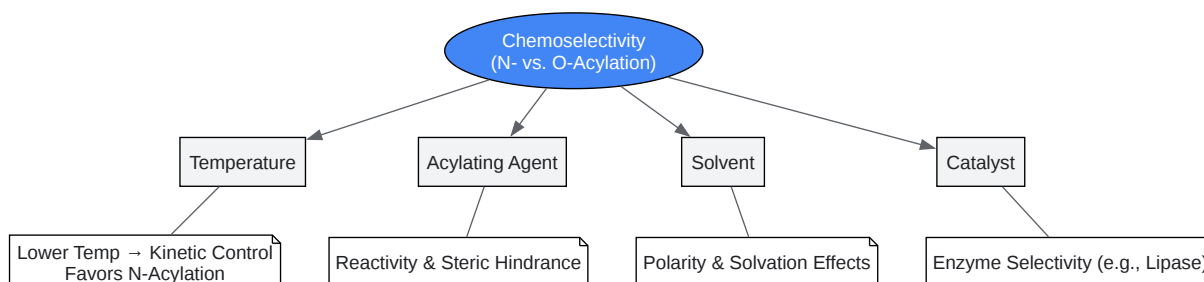 Chemoselectivity
(N- vs. O-Acylation)
Temperature
Acylating Agent
Solvent
Catalyst
Lower Temp → Kinetic Control
Favors N-Acylation
Reactivity & Steric Hindrance
Polarity & Solvation Effects
Enzyme Selectivity (e.g., Lipase)